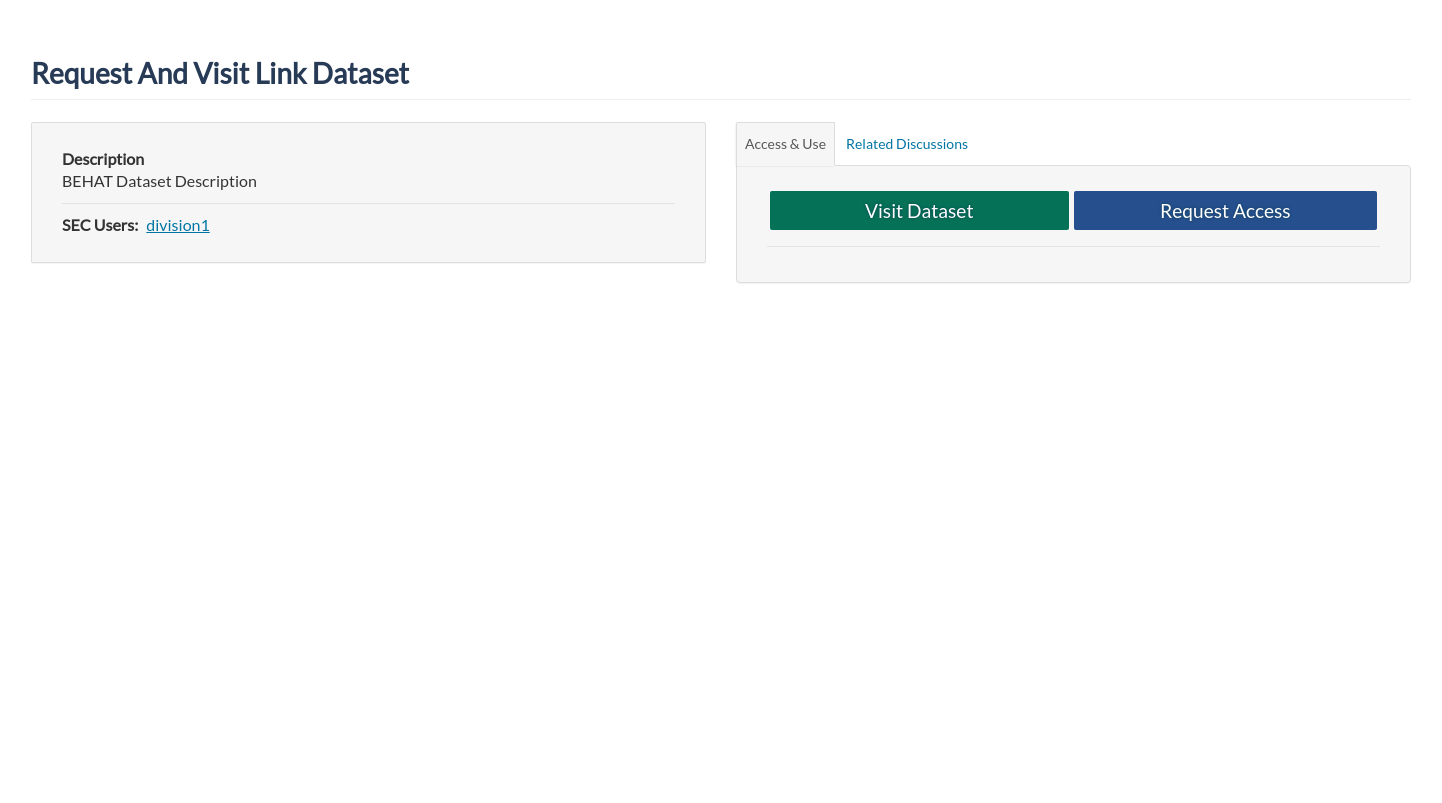 Request And Visit Link Dataset
Description
BEHAT Dataset Description
SEC Users: division1
Access & Use Related Discussions
Visit Dataset Request Access